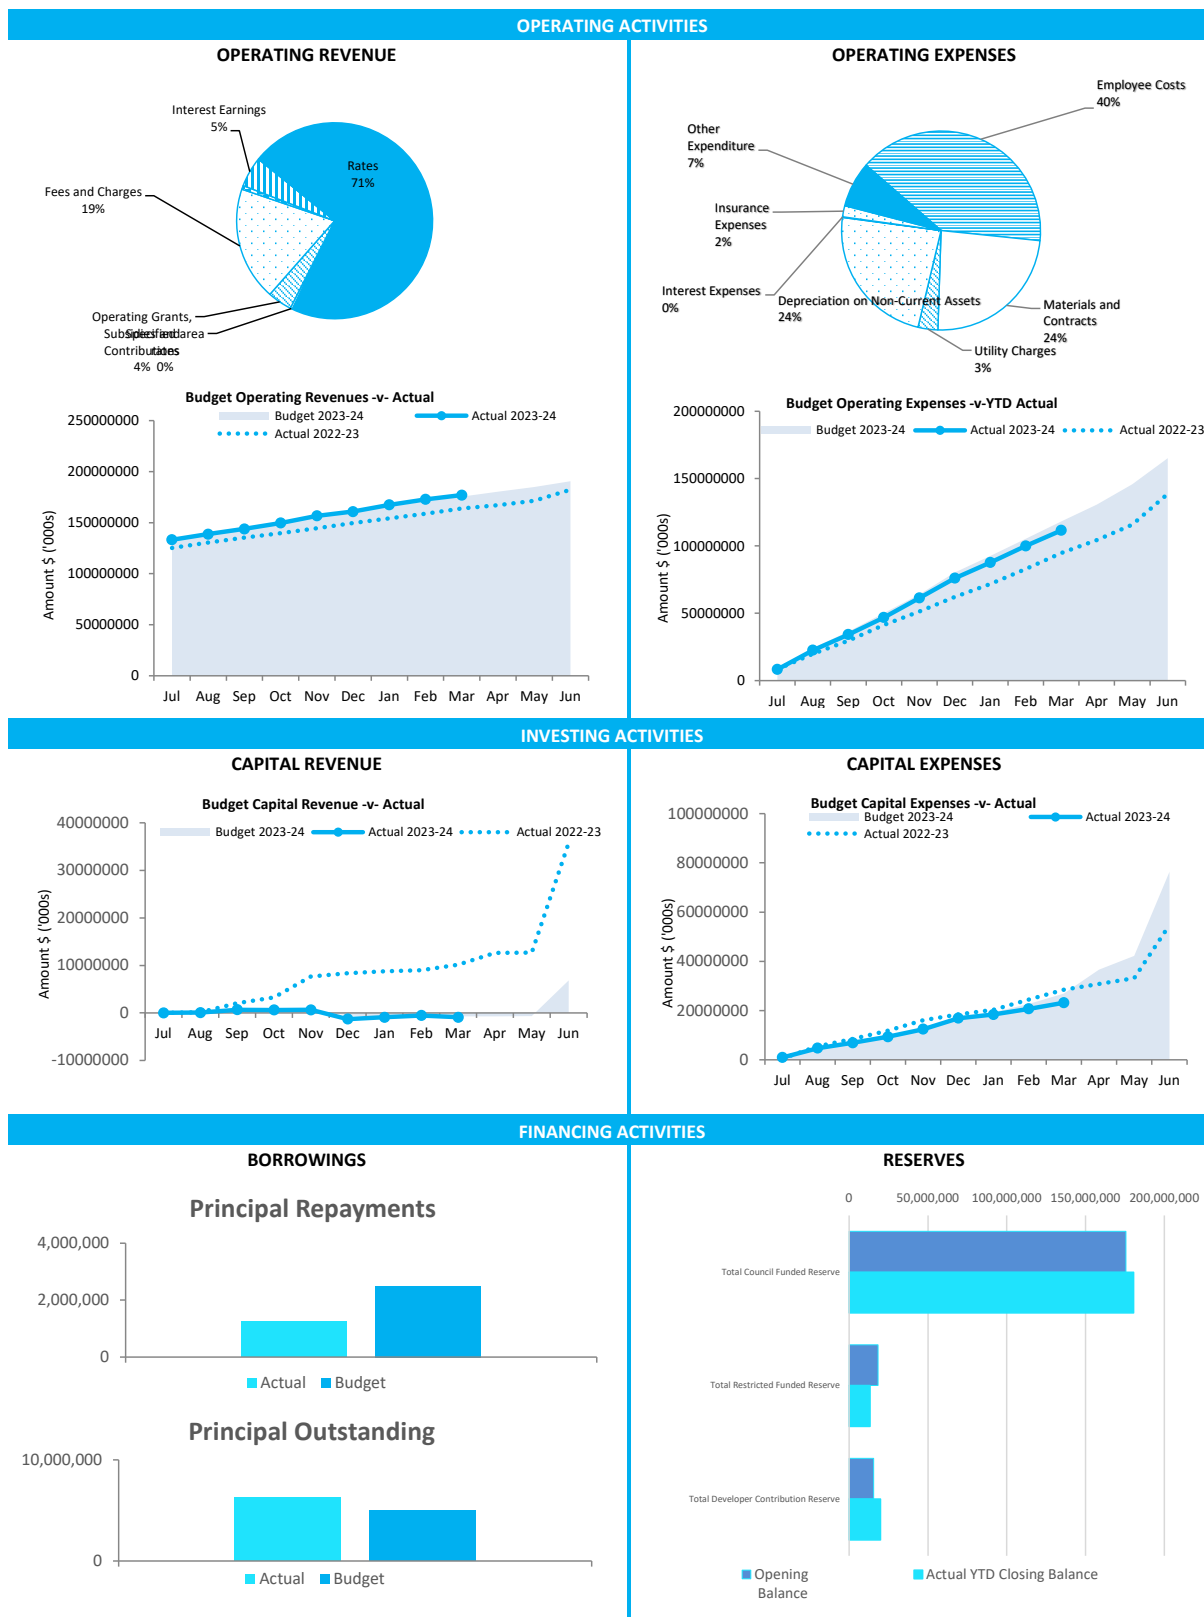 OPERATING ACTIVITIES
OPERATING REVENUE
Interest Earnings
5%
Rates
71%
Fees and Charges
19%
Operating Grants,
Subsidies and
Contributions
4%
Specified area
rates
0%
Budget Operating Revenues -v- Actual
Budget 2023-24
Actual 2023-24
Actual 2022-23
Amount $ ('000s)
250000000
200000000
150000000
100000000
50000000
0
Jul Aug Sep Oct Nov Dec Jan Feb Mar Apr May Jun
OPERATING EXPENSES
Employee Costs
40%
Other
Expenditure
7%
Insurance
Expenses
2%
Interest Expenses
0%
Depreciation on Non-Current Assets
24%
Materials and
Contracts
24%
Utility Charges
3%
Budget Operating Expenses -v-YTD Actual
Budget 2023-24
Actual 2023-24
Actual 2022-23
Amount $ ('000s)
200000000
150000000
100000000
50000000
0
Jul Aug Sep Oct Nov Dec Jan Feb Mar Apr May Jun
INVESTING ACTIVITIES
CAPITAL REVENUE
Budget Capital Revenue -v- Actual
Budget 2023-24
Actual 2023-24
Actual 2022-23
Amount $ ('000s)
40000000
30000000
20000000
10000000
0
-10000000
Jul Aug Sep Oct Nov Dec Jan Feb Mar Apr May Jun
CAPITAL EXPENSES
Budget Capital Expenses -v- Actual
Budget 2023-24
Actual 2023-24
Actual 2022-23
Amount $ ('000s)
100000000
80000000
60000000
40000000
20000000
0
Jul Aug Sep Oct Nov Dec Jan Feb Mar Apr May Jun
FINANCING ACTIVITIES
BORROWINGS
Principal Repayments
4,000,000
2,000,000
0
Actual Budget
Principal Outstanding
10,000,000
0
Actual Budget
RESERVES
0 50,000,000 100,000,000 150,000,000 200,000,000
Total Council Funded Reserve
Total Restricted Funded Reserve
Total Developer Contribution Reserve
Opening
Balance
Actual YTD Closing Balance